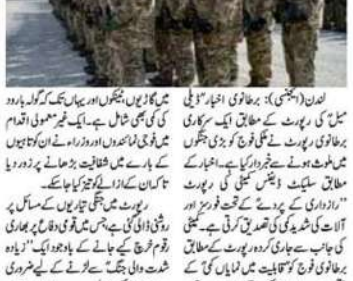 لندن (ایجنسی): برطانوی اخبار ”ڈیلی
میل“ کی رپورٹ کے مطابق ایک سرکاری
رپورٹ نے برطانوی ملکی فوج کو بڑی جنگوں
میں ملوث ہونے سے خبردار کیا ہے۔ اخبار کے
مطابق سلیکٹ ڈیفنس کمیٹی کی رپورٹ
”رازداری کے پردے“ کے تحت فورسز اور
آلات کی شدید کمی کی تصدیق کرتی ہے۔ کمیٹی
کی جانب سے جاری کردہ رپورٹ کے مطابق
برطانوی فوج کو ”قابلیت میں نمایاں کمی“ کے
میں گاڑیوں، ٹینکوں اور یہاں تک کہ گولہ بارود
کی کمی بھی شامل ہے۔ ایک غیر معمولی اقدام
میں فوجی نمائندوں اور وزراء نے ان کوتاہیوں
کے بارے میں شفافیت بڑھانے پر زور دیا
تاکہ ان کے ازالے کو تیز کیا جا سکے۔
رپورٹ میں جنگی تیاریوں کے مسائل پر
روشنی ڈالی گئی ہے، جس میں قومی دفاع پر بھاری
رقوم خرچ کیے جانے کے باوجود ایک ”زیادہ
شدت والی جنگ“ سے لڑنے کے لیے ضروری